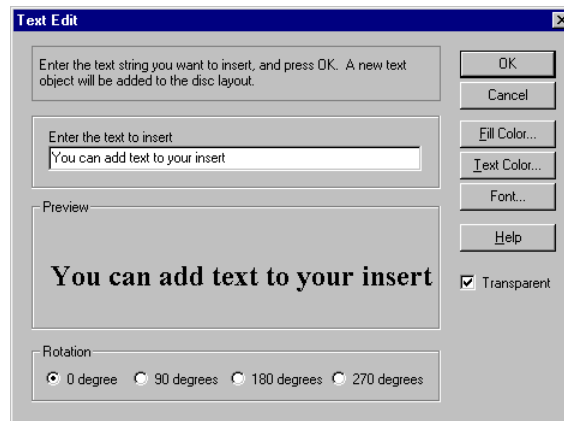 Text Edit
Enter the text string you want to insert, and press OK. A new text
object will be added to the disc layout.
OK
Cancel
Enter the text to insert
You can add text to your insert
Fill Color...
Text Color...
Font...
Preview
You can add text to your insert
Help
Transparent
Rotation
0 degree 90 degrees 180 degrees 270 degrees